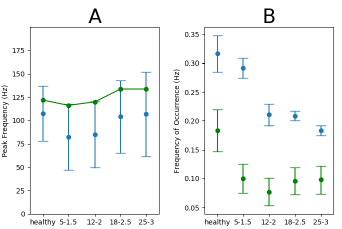 A
B
Peak Frequency (Hz)
175
150
125
100
75
50
25
0
healthy 5-1.5 12-2 18-2.5 25-3
Frequency of Occurrence (Hz)
0.35
0.30
0.25
0.20
0.15
0.10
0.05
healthy 5-1.5 12-2 18-2.5 25-3